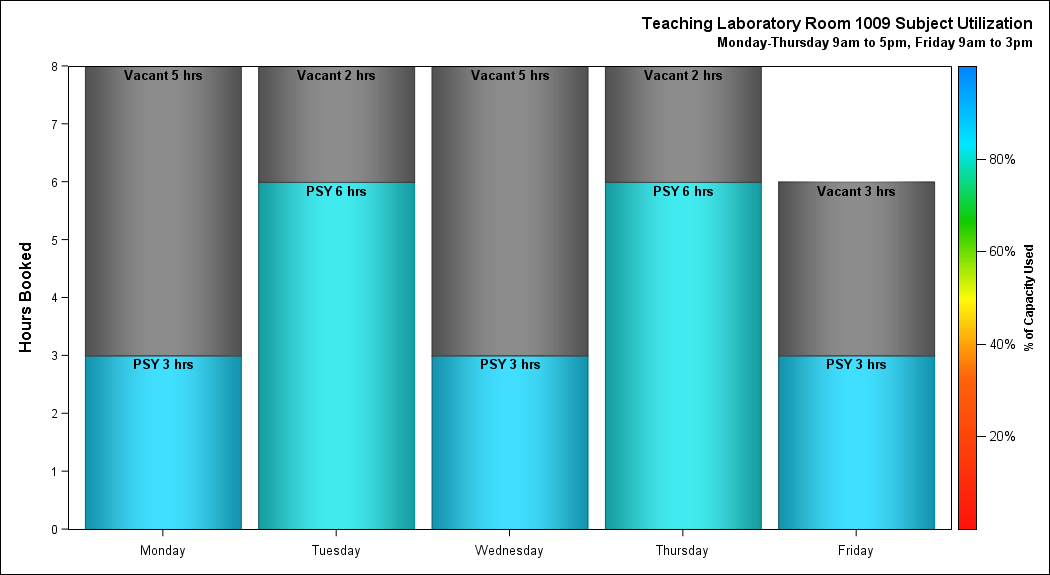 Teaching Laboratory Room 1009 Subject Utilization
Monday-Thursday 9am to 5pm, Friday 9am to 3pm
Hours Booked
8
7
6
5
4
3
2
1
0
Vacant 5 hrs
PSY 3 hrs
Vacant 2 hrs
PSY 6 hrs
Vacant 5 hrs
PSY 3 hrs
Vacant 2 hrs
PSY 6 hrs
Vacant 3 hrs
PSY 3 hrs
Monday
Tuesday
Wednesday
Thursday
Friday
80%
60%
40%
20%
% of Capacity Used